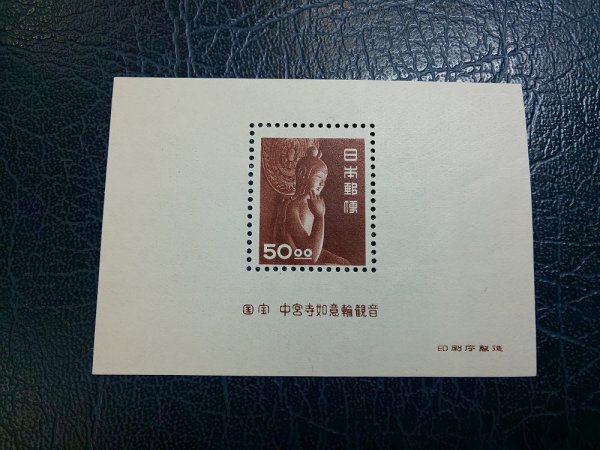 日本郵便
50.00
国宝 中宮寺如意輪観音
印刷庁製造